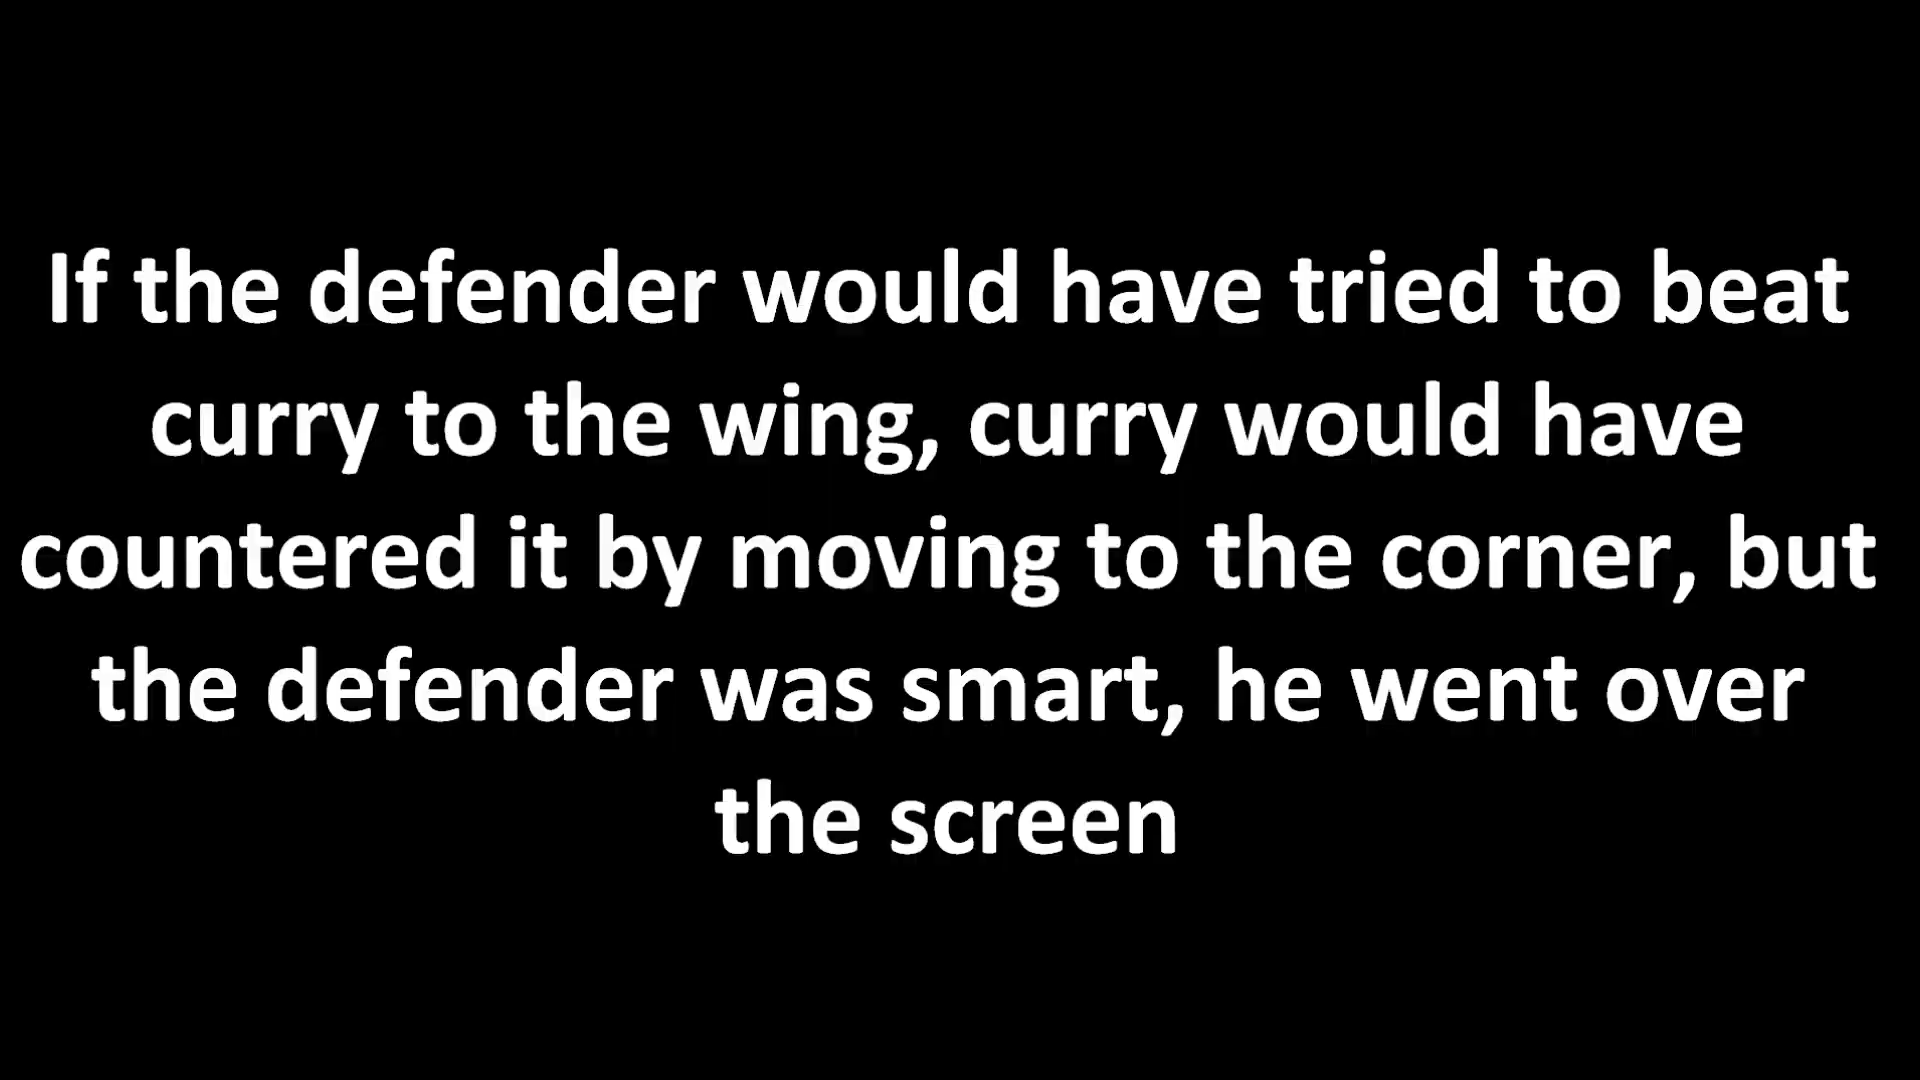 If the defender would have tried to beat
curry to the wing, curry would have
countered it by moving to the corner, but
the defender was smart, he went over
the screen